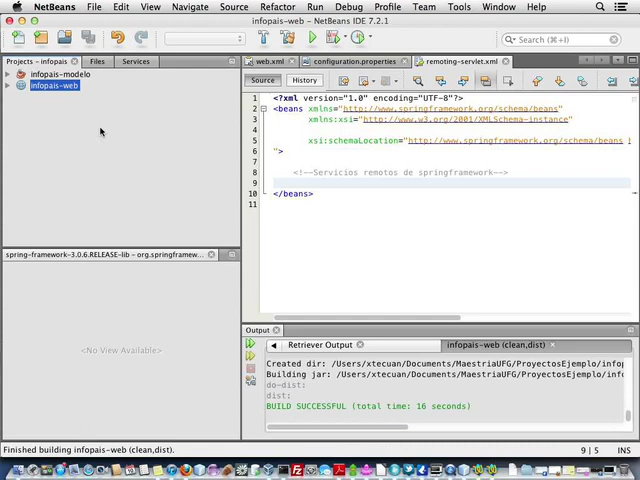 NetBeans File Edit View Navigate Source Refactor Run Debug Profile Team Tools Window Help
infopais-web - NetBeans IDE 7.2.1
Search (⌘+I)
Projects - infopais Files Services
web.xml configuration.properties remoting-servlet.xml
infopais-modelo
infopais-web
Source History
1 <?xml version="1.0" encoding="UTF-8"?>
2 <beans xmlns="http://www.springframework.org/schema/beans"
3 xmlns:xsi="http://www.w3.org/2001/XMLSchema-instance"
4
5 xsi:schemaLocation="http://www.springframework.org/schema/beans
6 ">
7
8 <!--Servicios remotos de springframework-->
9
10 </beans>
11
spring-framework-3.0.6.RELEASE-lib - org.springframew...
<No View Available>
Output
Retriever Output infopais-web (clean,dist)
Created dir: /Users/xtecuan/Documents/MaestriaUFG/ProyectosEjemplo/infop
Building jar: /Users/xtecuan/Documents/MaestriaUFG/ProyectosEjemplo/info
do-dist:
dist:
BUILD SUCCESSFUL (total time: 16 seconds)
Finished building infopais-web (clean,dist).
9 | 5 INS